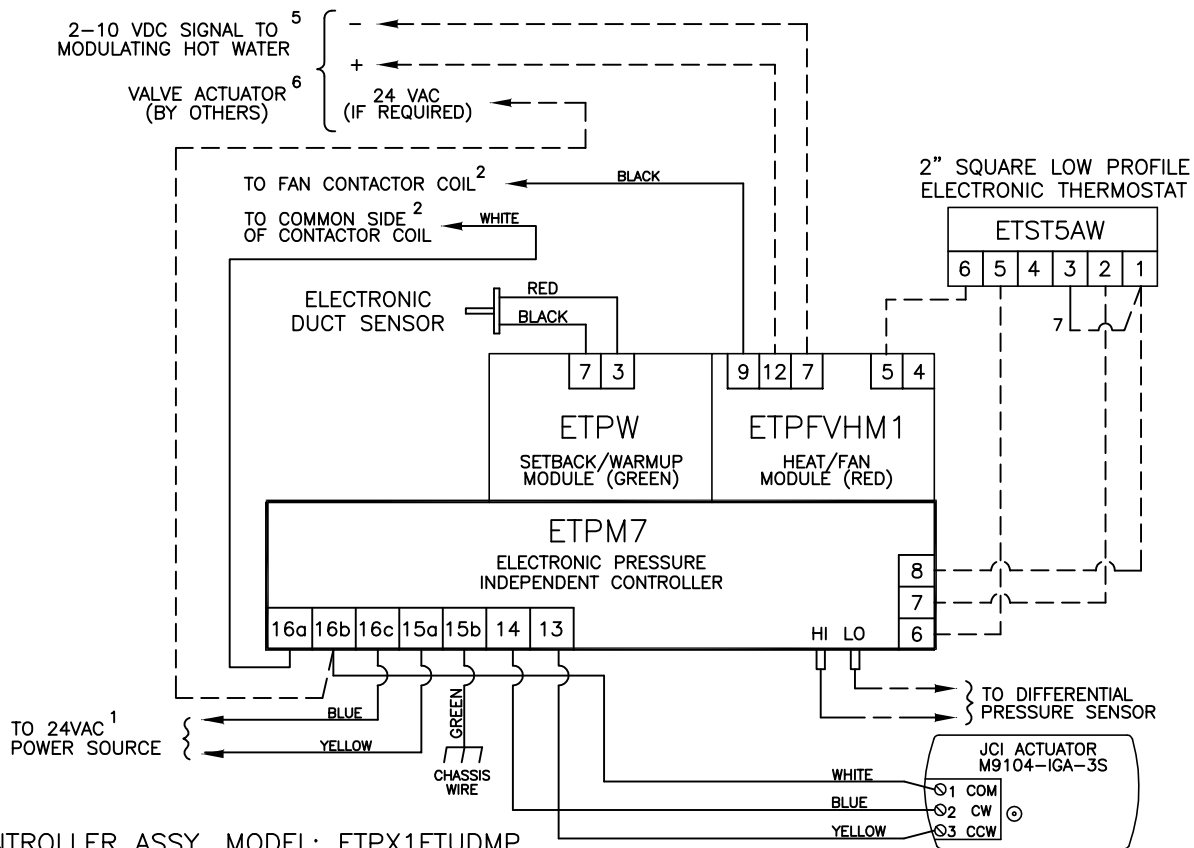 2-10 VDC SIGNAL TO 5
MODULATING HOT WATER
VALVE ACTUATOR 6
(BY OTHERS)
-
+
24 VAC
(IF REQUIRED)
TO FAN CONTACTOR COIL 2
BLACK
TO COMMON SIDE 2
OF CONTACTOR COIL
WHITE
2" SQUARE LOW PROFILE
ELECTRONIC THERMOSTAT
ETST5AW
6 5 4 3 2 1
7
ELECTRONIC
DUCT SENSOR
RED
BLACK
7 3
9 12 7 5 4
ETPW
SETBACK/WARMUP
MODULE (GREEN)
ETPFVHM1
HEAT/FAN
MODULE (RED)
ETPM7
ELECTRONIC PRESSURE
INDEPENDENT CONTROLLER
8
7
6
16a 16b 16c 15a 15b 14 13
HI LO
TO DIFFERENTIAL
PRESSURE SENSOR
TO 24VAC 1
POWER SOURCE
BLUE
YELLOW
GREEN
CHASSIS
WIRE
WHITE
BLUE
YELLOW
JCI ACTUATOR
M9104-IGA-3S
1 COM
2 CW
3 CCW